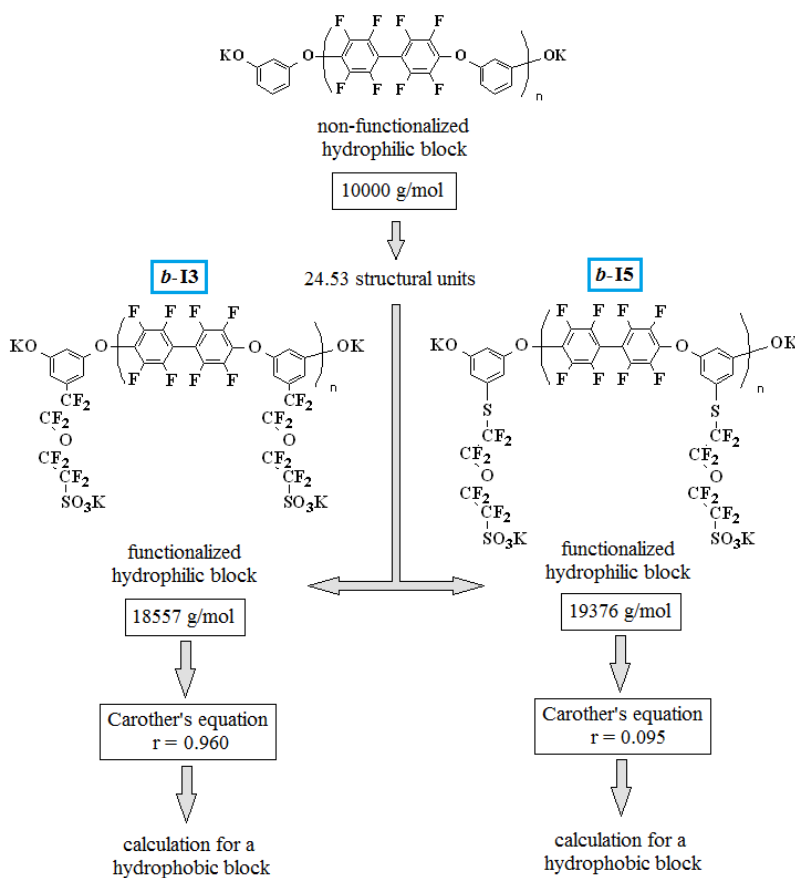 F F F F
KO O O OK
F F F F
n
non-functionalized
hydrophilic block
10000 g/mol
b-I3
24.53 structural units
b-I5
F F F F
KO O O OK
F F F F
n
CF2 CF2
CF2 CF2
O O
CF2 CF2
CF2 CF2
SO3K SO3K
F F F F
KO O O OK
F F F F
n
S S
CF2 CF2
CF2 CF2
O O
CF2 CF2
CF2 CF2
SO3K SO3K
functionalized
hydrophilic block
18557 g/mol
Carother's equation
r = 0.960
calculation for a
hydrophobic block
functionalized
hydrophilic block
19376 g/mol
Carother's equation
r = 0.095
calculation for a
hydrophobic block